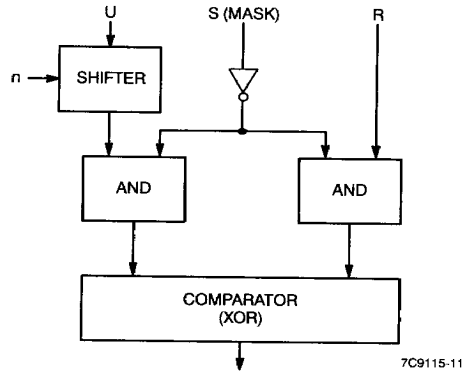 U
S (MASK)
R
n
SHIFTER
AND
AND
COMPARATOR
(XOR)
7C9115-11